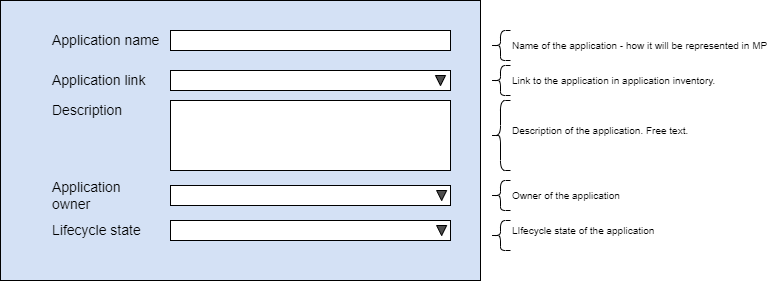 Application name
Name of the application - how it will be represented in MP
Application link
Link to the application in application inventory.
Description
Description of the application. Free text.
Application
owner
Owner of the application
Lifecycle state
LIfecycle state of the application